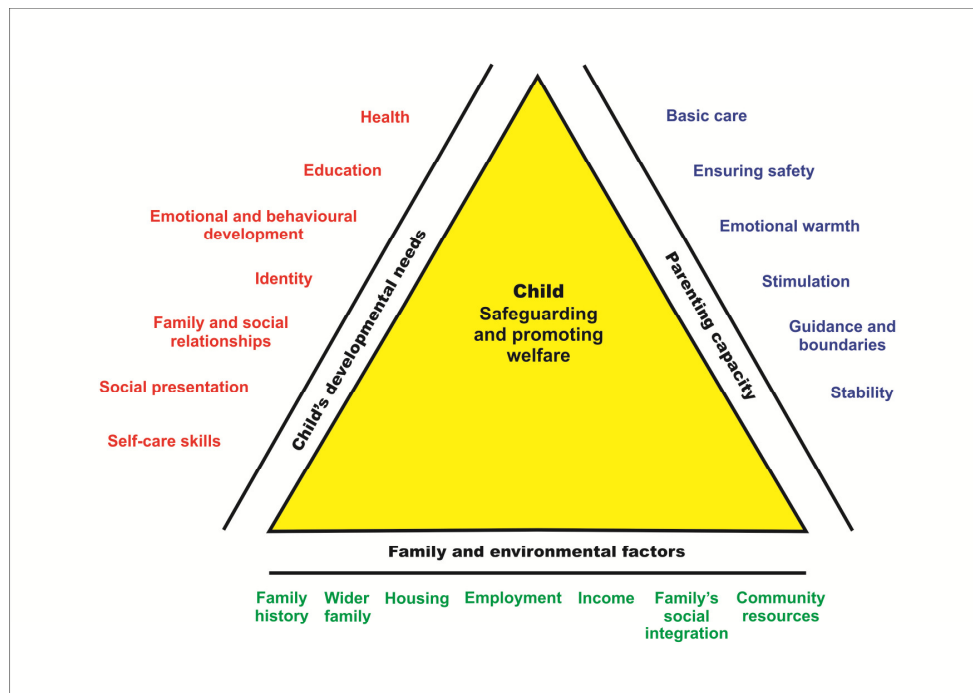 Health
Education
Emotional and behavioural
development
Identity
Family and social
relationships
Social presentation
Self-care skills
Child's developmental needs
Child
Safeguarding
and promoting
welfare
Parenting capacity
Basic care
Ensuring safety
Emotional warmth
Stimulation
Guidance and
boundaries
Stability
Family and environmental factors
Family
history
Wider
family
Housing
Employment
Income
Family's
social
integration
Community
resources